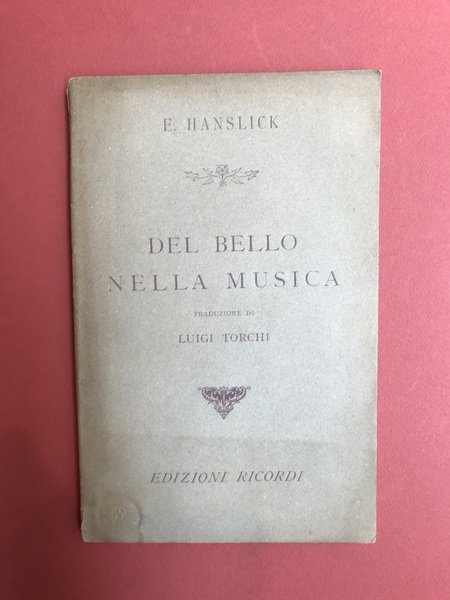 E. HANSLICK
DEL BELLO
NELLA MUSICA
TRADUZIONE DI
LUIGI TORCHI
EDIZIONI RICORDI